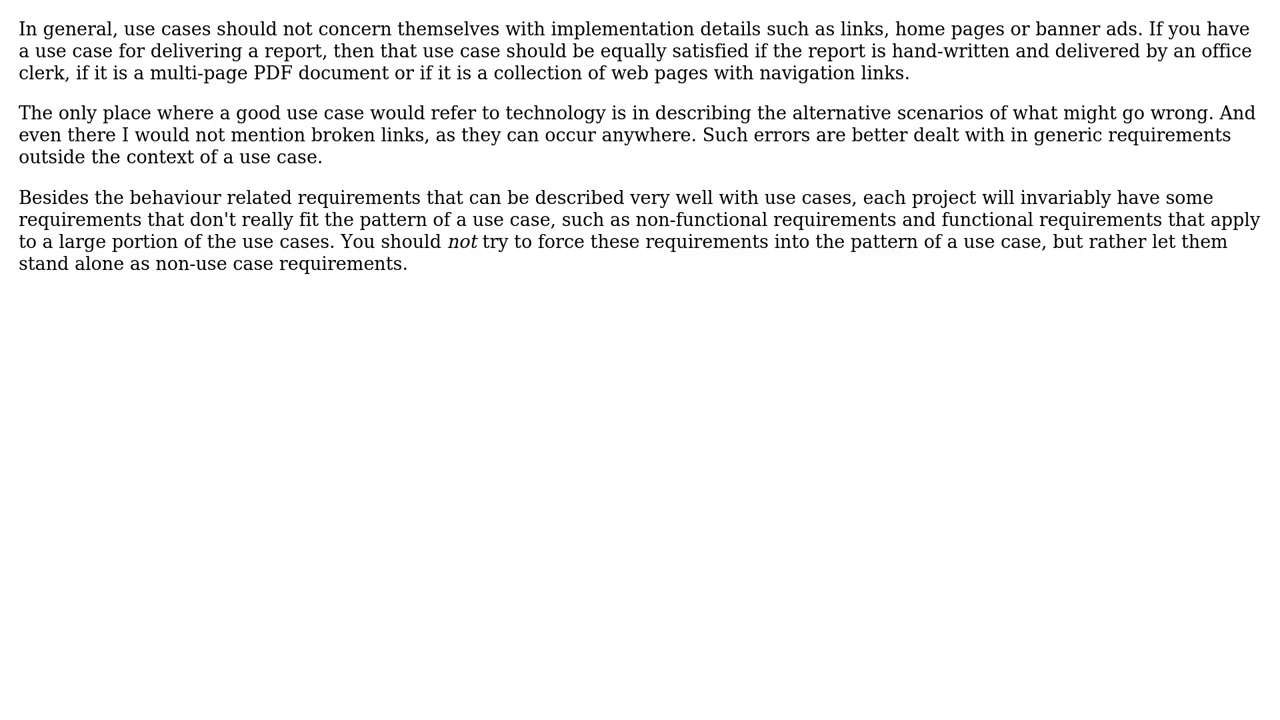 In general, use cases should not concern themselves with implementation details such as links, home pages or banner ads. If you have
a use case for delivering a report, then that use case should be equally satisfied if the report is hand-written and delivered by an office
clerk, if it is a multi-page PDF document or if it is a collection of web pages with navigation links.
The only place where a good use case would refer to technology is in describing the alternative scenarios of what might go wrong. And
even there I would not mention broken links, as they can occur anywhere. Such errors are better dealt with in generic requirements
outside the context of a use case.
Besides the behaviour related requirements that can be described very well with use cases, each project will invariably have some
requirements that don't really fit the pattern of a use case, such as non-functional requirements and functional requirements that apply
to a large portion of the use cases. You should not try to force these requirements into the pattern of a use case, but rather let them
stand alone as non-use case requirements.